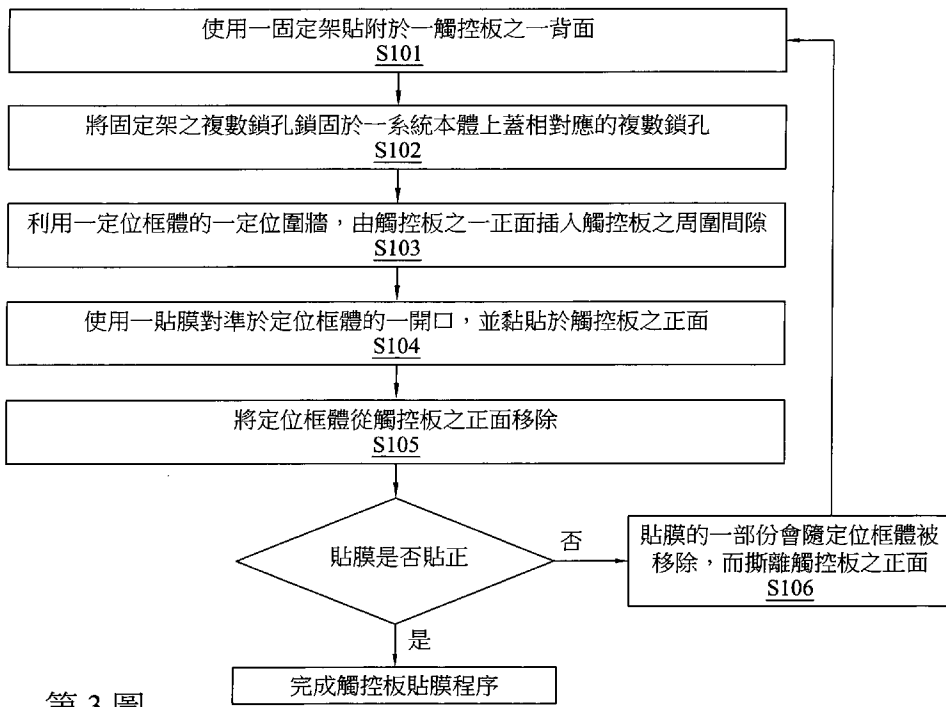 使用一固定架貼附於一觸控板之一背面
S101
將固定架之複數鎖孔鎖固於一系統本體上蓋相對應的複數鎖孔
S102
利用一定位框體的一定位圍牆，由觸控板之一正面插入觸控板之周圍間隙
S103
使用一貼膜對準於定位框體的一開口，並黏貼於觸控板之正面
S104
將定位框體從觸控板之正面移除
S105
貼膜是否貼正
否
貼膜的一部份會隨定位框體被
移除，而撕離觸控板之正面
S106
是
完成觸控板貼膜程序
第 3 圖